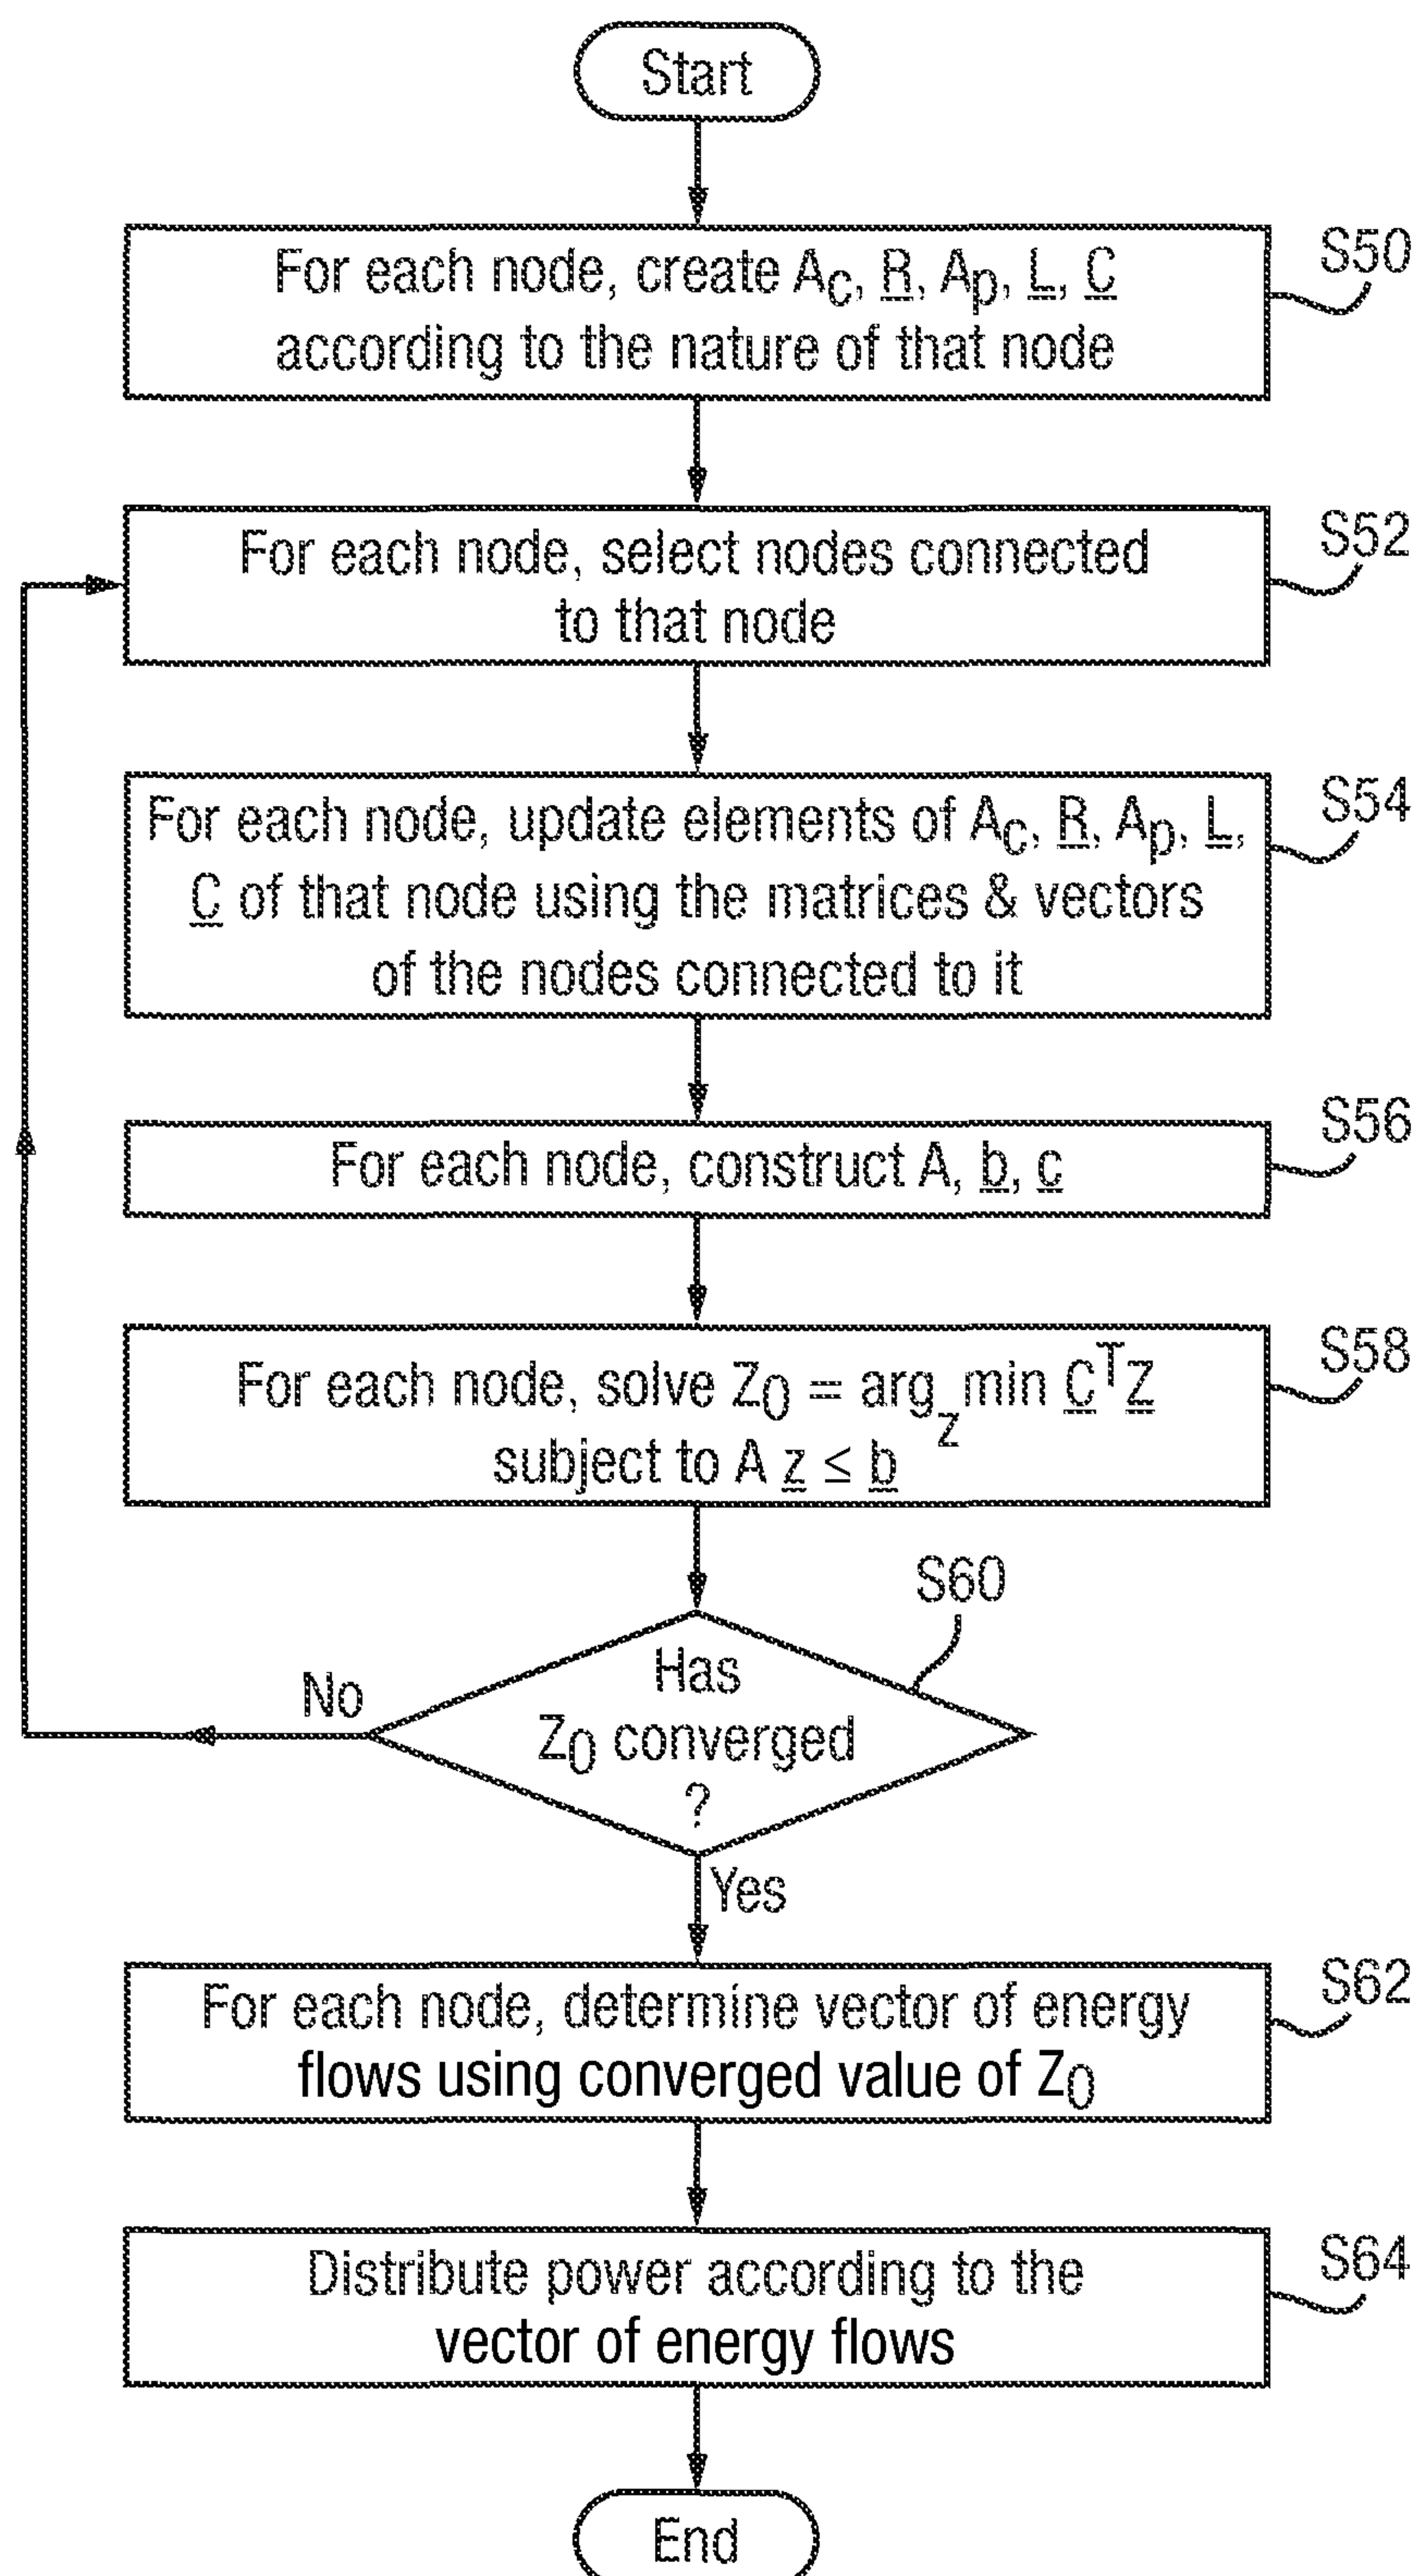 Start
For each node, create Ac, R, Ap, L, C
according to the nature of that node
S50
For each node, select nodes connected
to that node
S52
For each node, update elements of Ac, R, Ap, L,
C of that node using the matrices & vectors
of the nodes connected to it
S54
For each node, construct A, b, c
S56
For each node, solve Z0 = arg z min C^T Z
subject to A z ≤ b
S58
S60
Has
Z0 converged
?
No
Yes
For each node, determine vector of energy
flows using converged value of Z0
S62
Distribute power according to the
vector of energy flows
S64
End